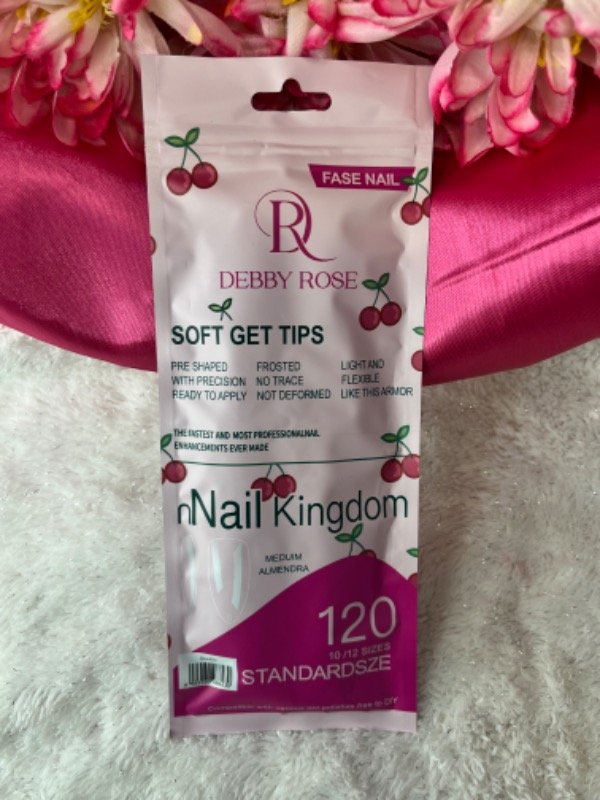 FASE NAIL
DR
DEBBY ROSE
SOFT GET TIPS
PRE SHAPED FROSTED LIGHT AND
WITH PRECISION NO TRACE FLEXIBLE
READY TO APPLY NOT DEFORMED LIKE THIS ARMOR
THE FASTEST AND MOST PROFESSIONALNAIL
ENHANCEMENTS EVER MADE
nNail Kingdom
MEDUIM
ALMENDRA
120
10 /12 SIZES
STANDARDSZE
Compatible with